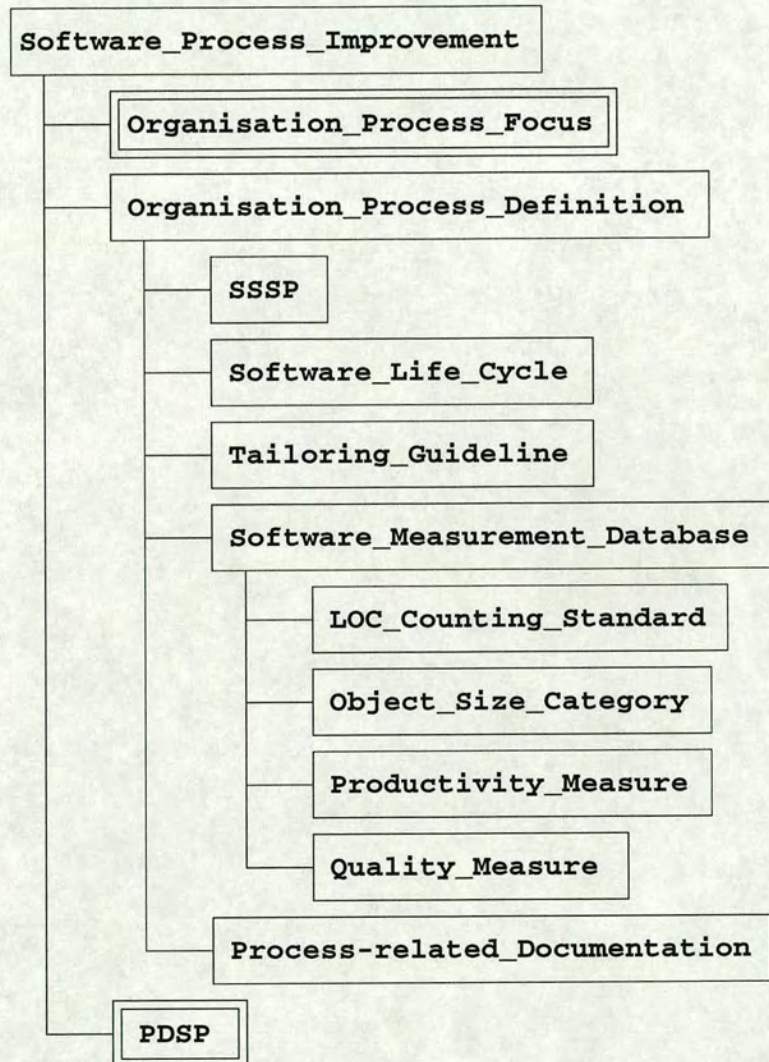 Software_Process_Improvement
Organisation_Process_Focus
Organisation_Process_Definition
SSSP
Software_Life_Cycle
Tailoring_Guideline
Software_Measurement_Database
LOC_Counting_Standard
Object_Size_Category
Productivity_Measure
Quality_Measure
Process-related_Documentation
PDSP